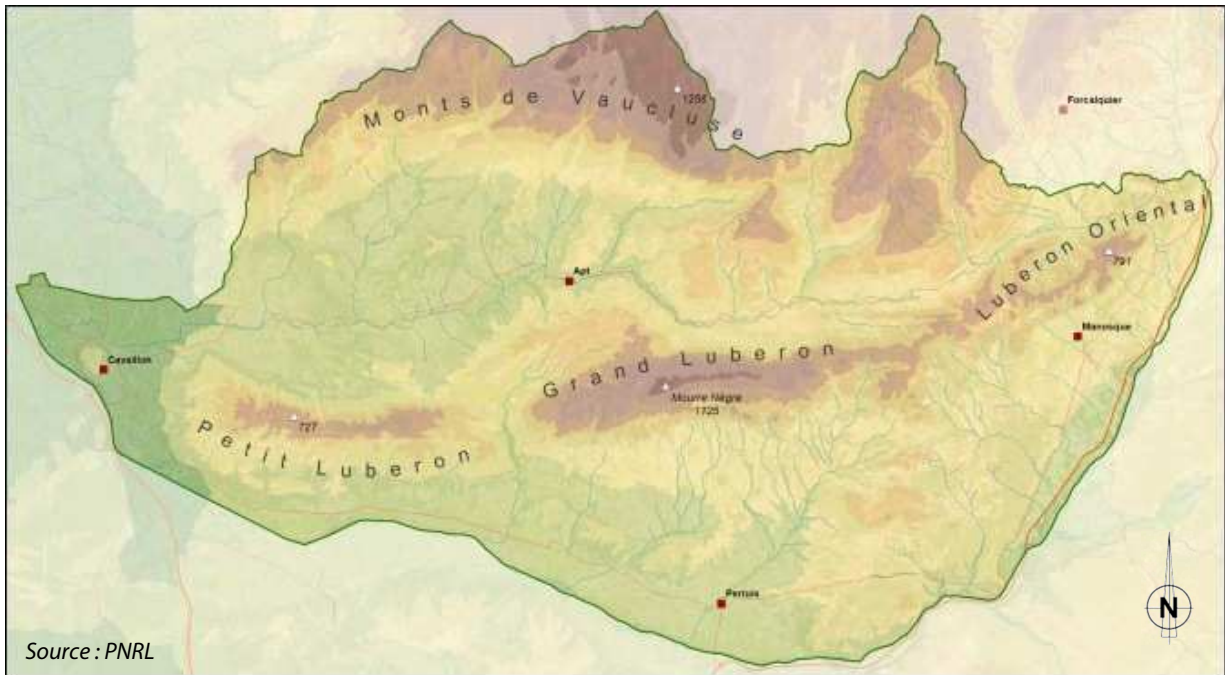 Monts de Vaucluse
1256
Forcalquier
Luberon Oriental
791
Apt
Manosque
Cavaillon
Grand Luberon
Mourre Nègre
1125
727
Petit Luberon
Pertuis
N
Source : PNRL